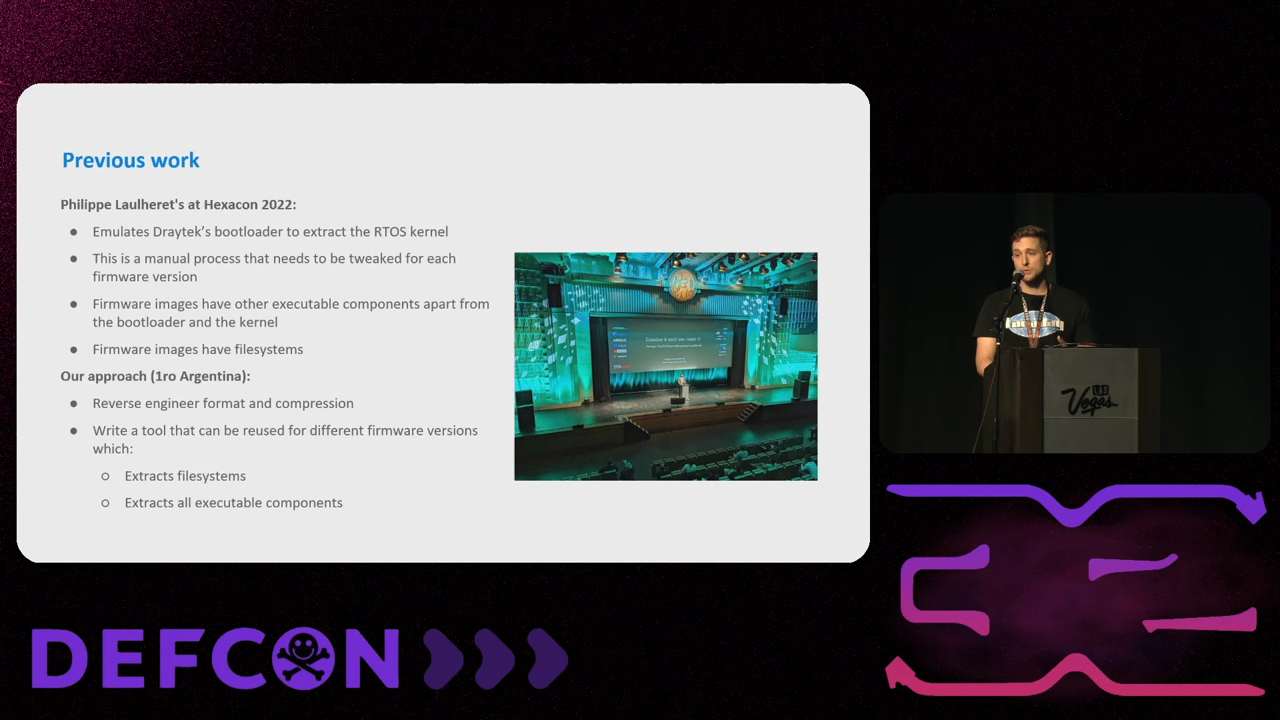 Previous work
Philippe Laulheret's at Hexacon 2022:
● Emulates Draytek's bootloader to extract the RTOS kernel
● This is a manual process that needs to be tweaked for each
firmware version
● Firmware images have other executable components apart from
the bootloader and the kernel
● Firmware images have filesystems
Our approach (1ro Argentina):
● Reverse engineer format and compression
● Write a tool that can be reused for different firmware versions
which:
○ Extracts filesystems
○ Extracts all executable components
LAS
Vegas
DEFCON